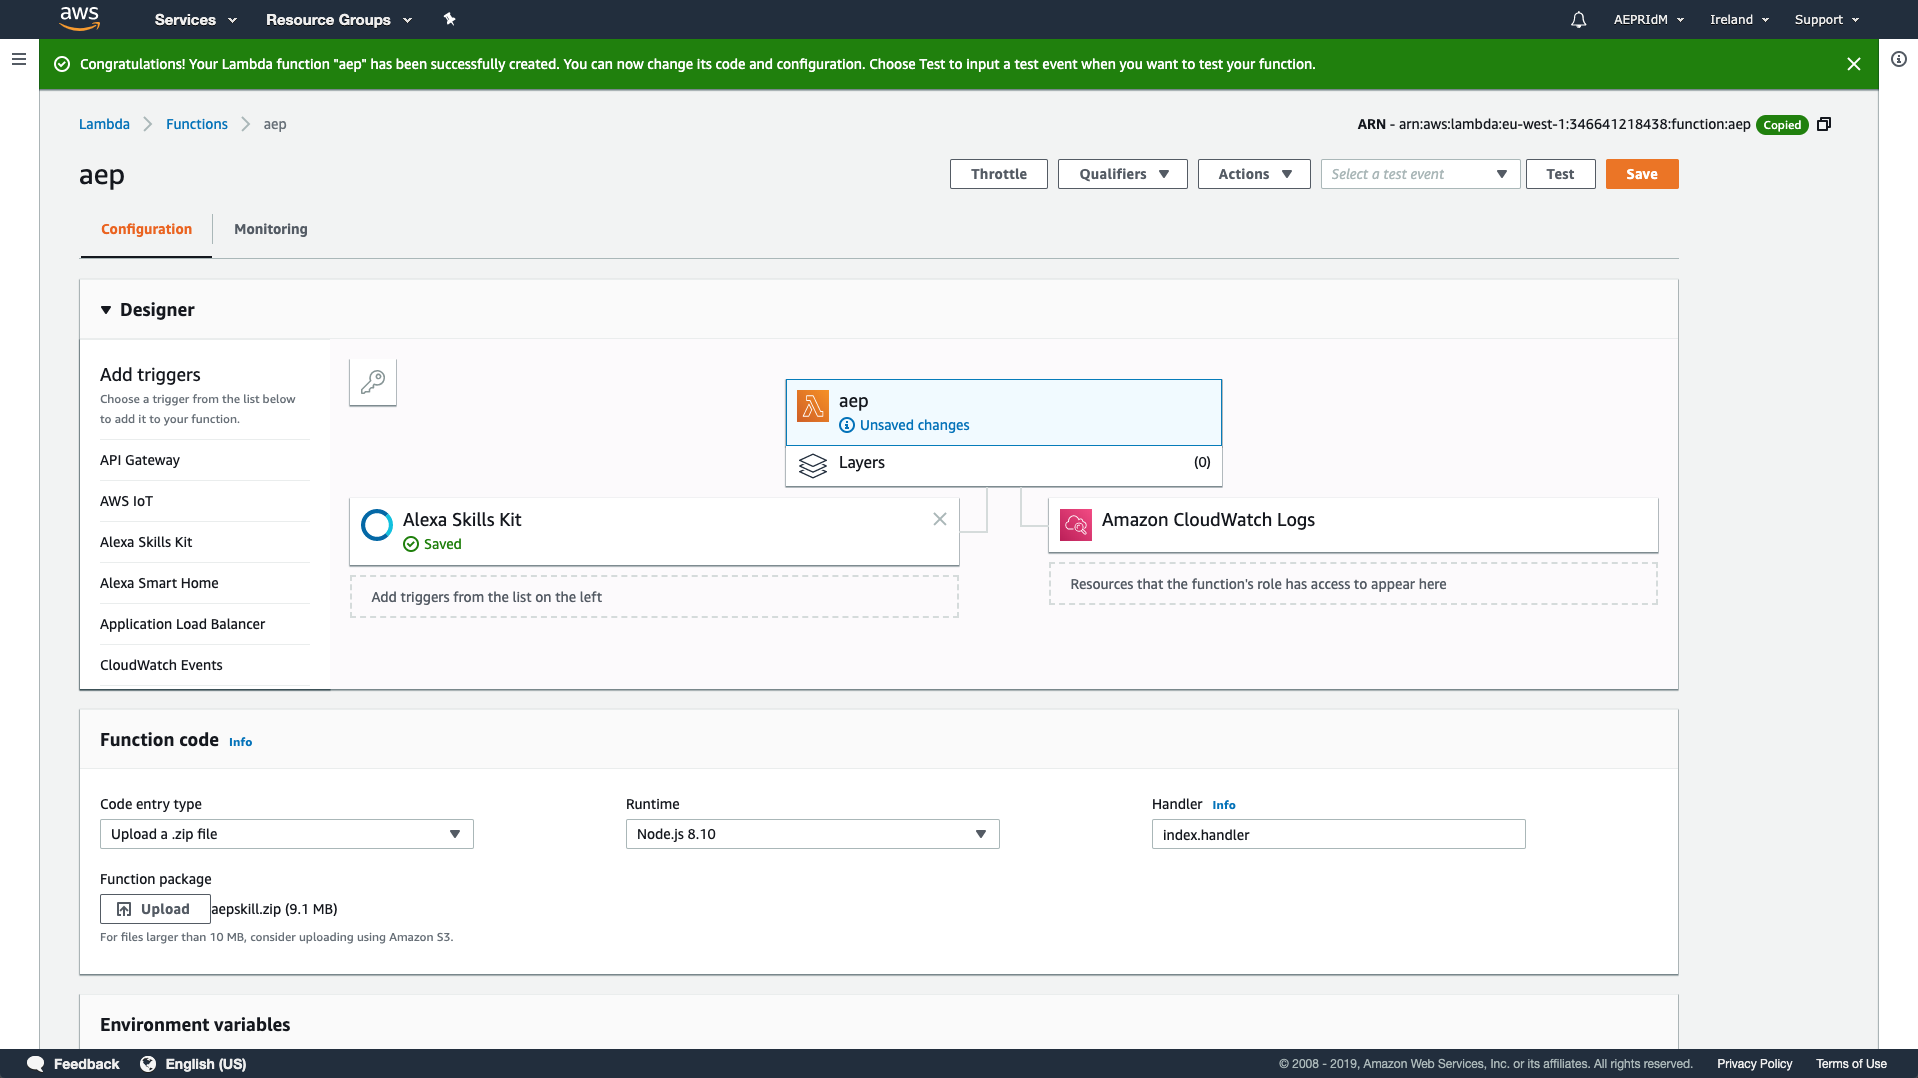 aws Services Resource Groups AEPRIdM Ireland Support
Congratulations! Your Lambda function "aep" has been successfully created. You can now change its code and configuration. Choose Test to input a test event when you want to test your function.
Lambda Functions aep ARN - arn:aws:lambda:eu-west-1:346641218438:function:aep Copied
aep Throttle Qualifiers Actions Select a test event Test Save
Configuration Monitoring
Designer
Add triggers
Choose a trigger from the list below
to add it to your function.
API Gateway
AWS IoT
Alexa Skills Kit
Alexa Smart Home
Application Load Balancer
CloudWatch Events
aep
Unsaved changes
Layers (0)
Alexa Skills Kit
Saved
Add triggers from the list on the left
Amazon CloudWatch Logs
Resources that the function's role has access to appear here
Function code Info
Code entry type Runtime Handler Info
Upload a .zip file Node.js 8.10 index.handler
Function package
Upload aepskill.zip (9.1 MB)
For files larger than 10 MB, consider uploading using Amazon S3.
Environment variables
Feedback English (US) © 2008 - 2019, Amazon Web Services, Inc. or its affiliates. All rights reserved. Privacy Policy Terms of Use